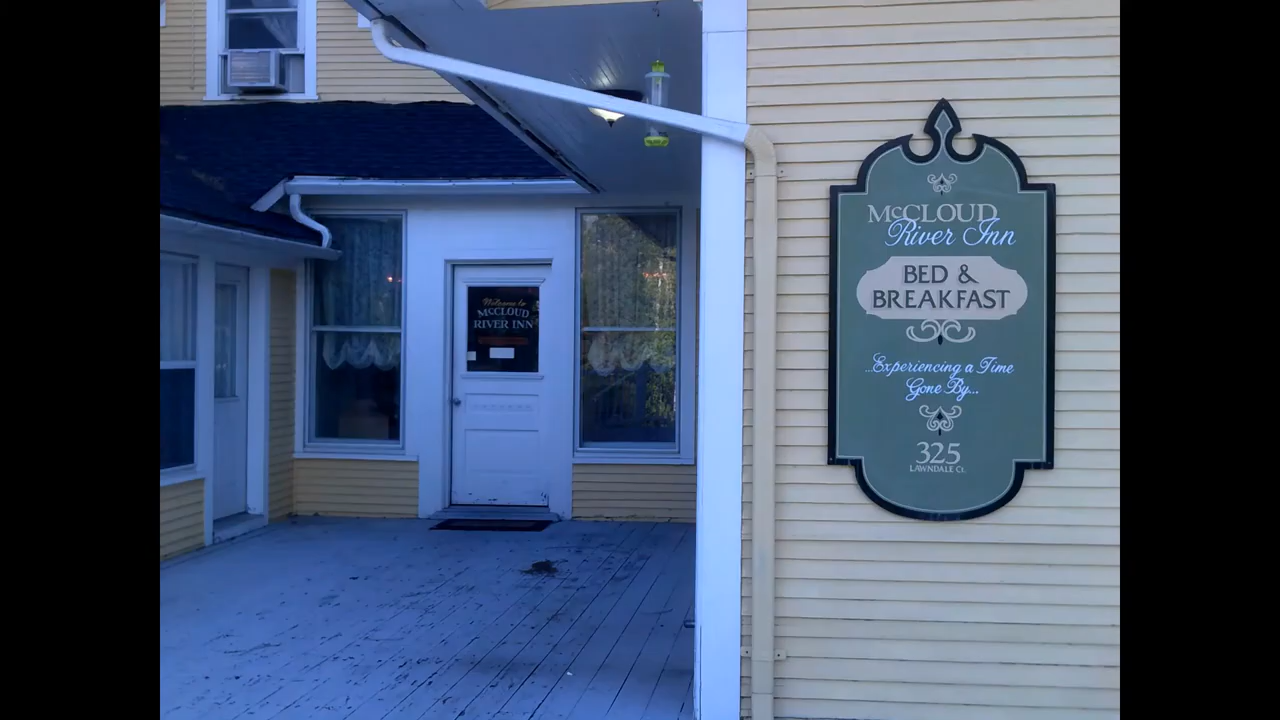 Welcome to
McCLOUD
RIVER INN
McCLOUD
River Inn
BED &
BREAKFAST
...Experiencing a Time
Gone By...
325
LAWNDALE Ct.